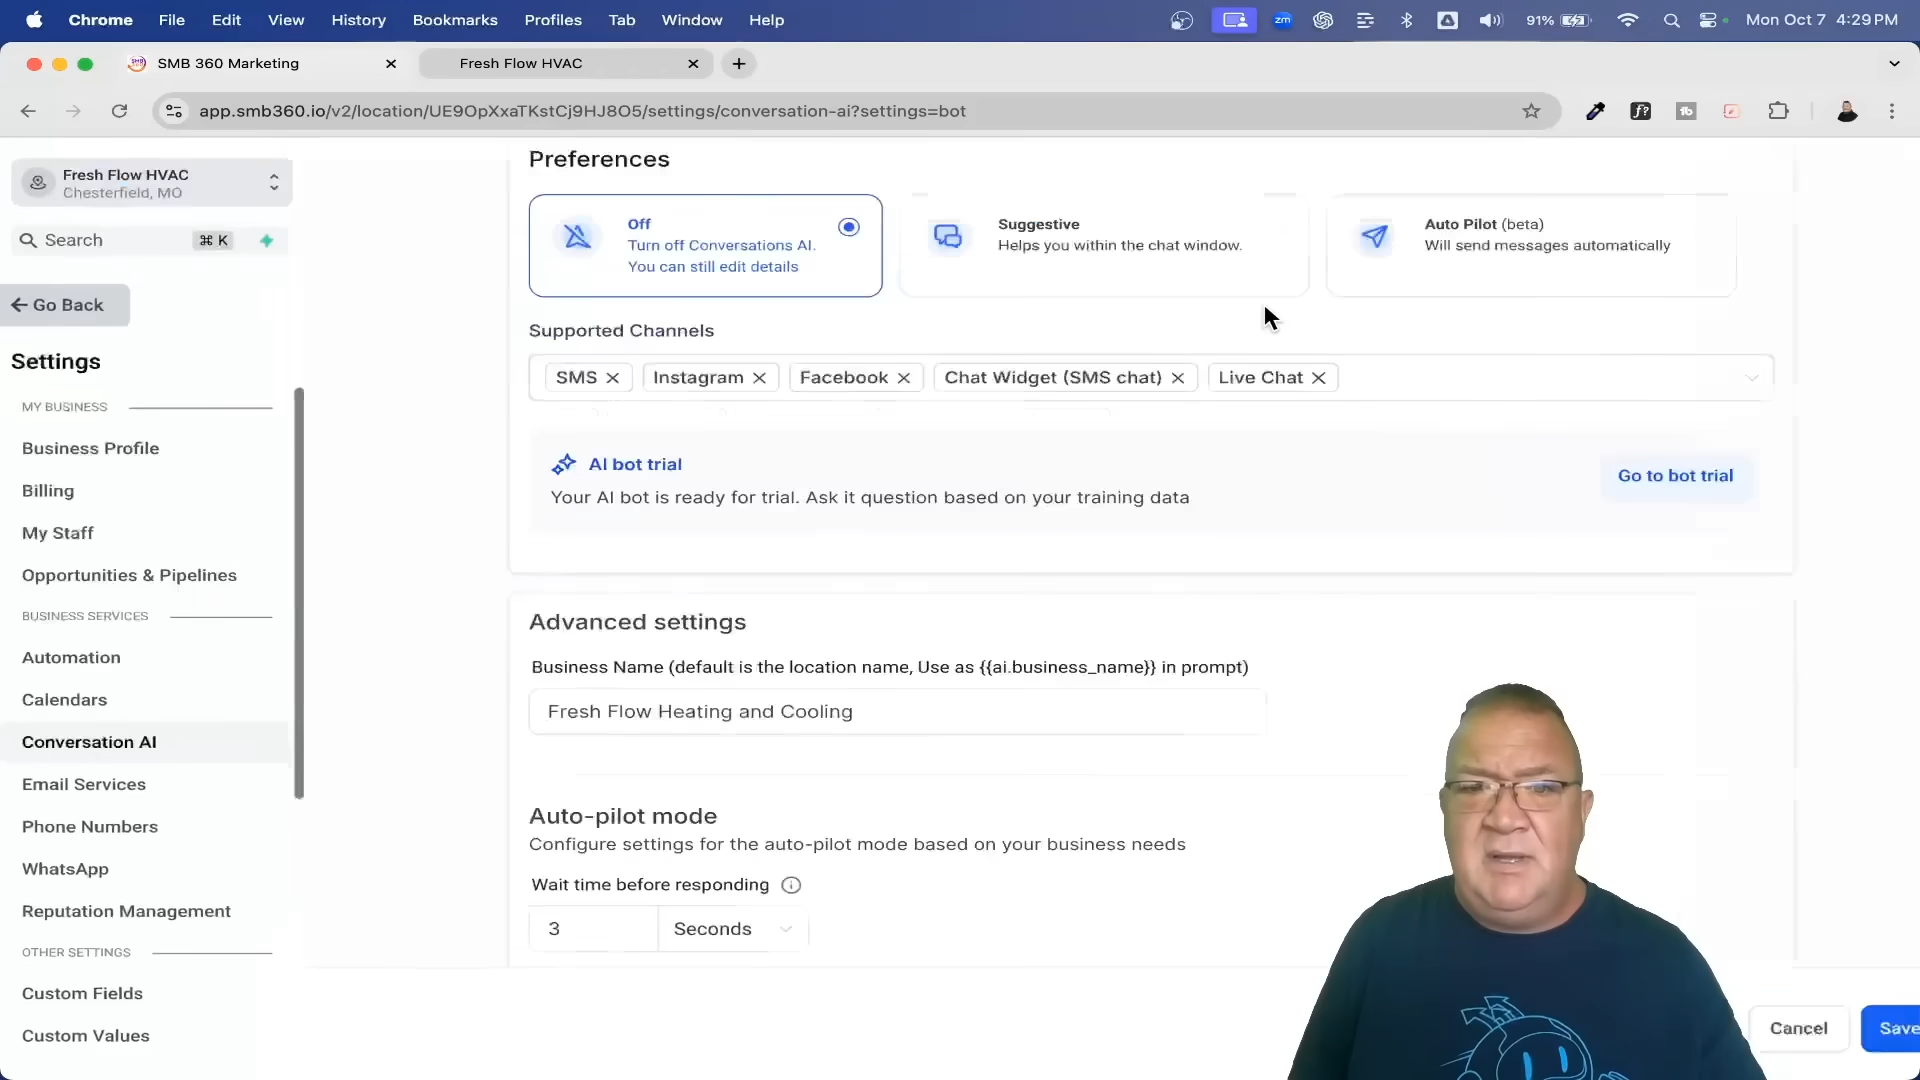 Chrome File Edit View History Bookmarks Profiles Tab Window Help
zm 91% Mon Oct 7 4:29 PM
SMB 360 Marketing
Fresh Flow HVAC
app.smb360.io/v2/location/UE9OpXxaTKstCj9HJ8O5/settings/conversation-ai?settings=bot
f?
tb
Fresh Flow HVAC
Chesterfield, MO
Search ⌘ K
Go Back
Settings
MY BUSINESS
Business Profile
Billing
My Staff
Opportunities & Pipelines
BUSINESS SERVICES
Automation
Calendars
Conversation AI
Email Services
Phone Numbers
WhatsApp
Reputation Management
OTHER SETTINGS
Custom Fields
Custom Values
Preferences
Off
Turn off Conversations AI.
You can still edit details
Suggestive
Helps you within the chat window.
Auto Pilot (beta)
Will send messages automatically
Supported Channels
SMS Instagram Facebook Chat Widget (SMS chat) Live Chat
AI bot trial
Your AI bot is ready for trial. Ask it question based on your training data
Go to bot trial
Advanced settings
Business Name (default is the location name, Use as {{ai.business_name}} in prompt)
Fresh Flow Heating and Cooling
Auto-pilot mode
Configure settings for the auto-pilot mode based on your business needs
Wait time before responding
3 Seconds
Cancel
Save